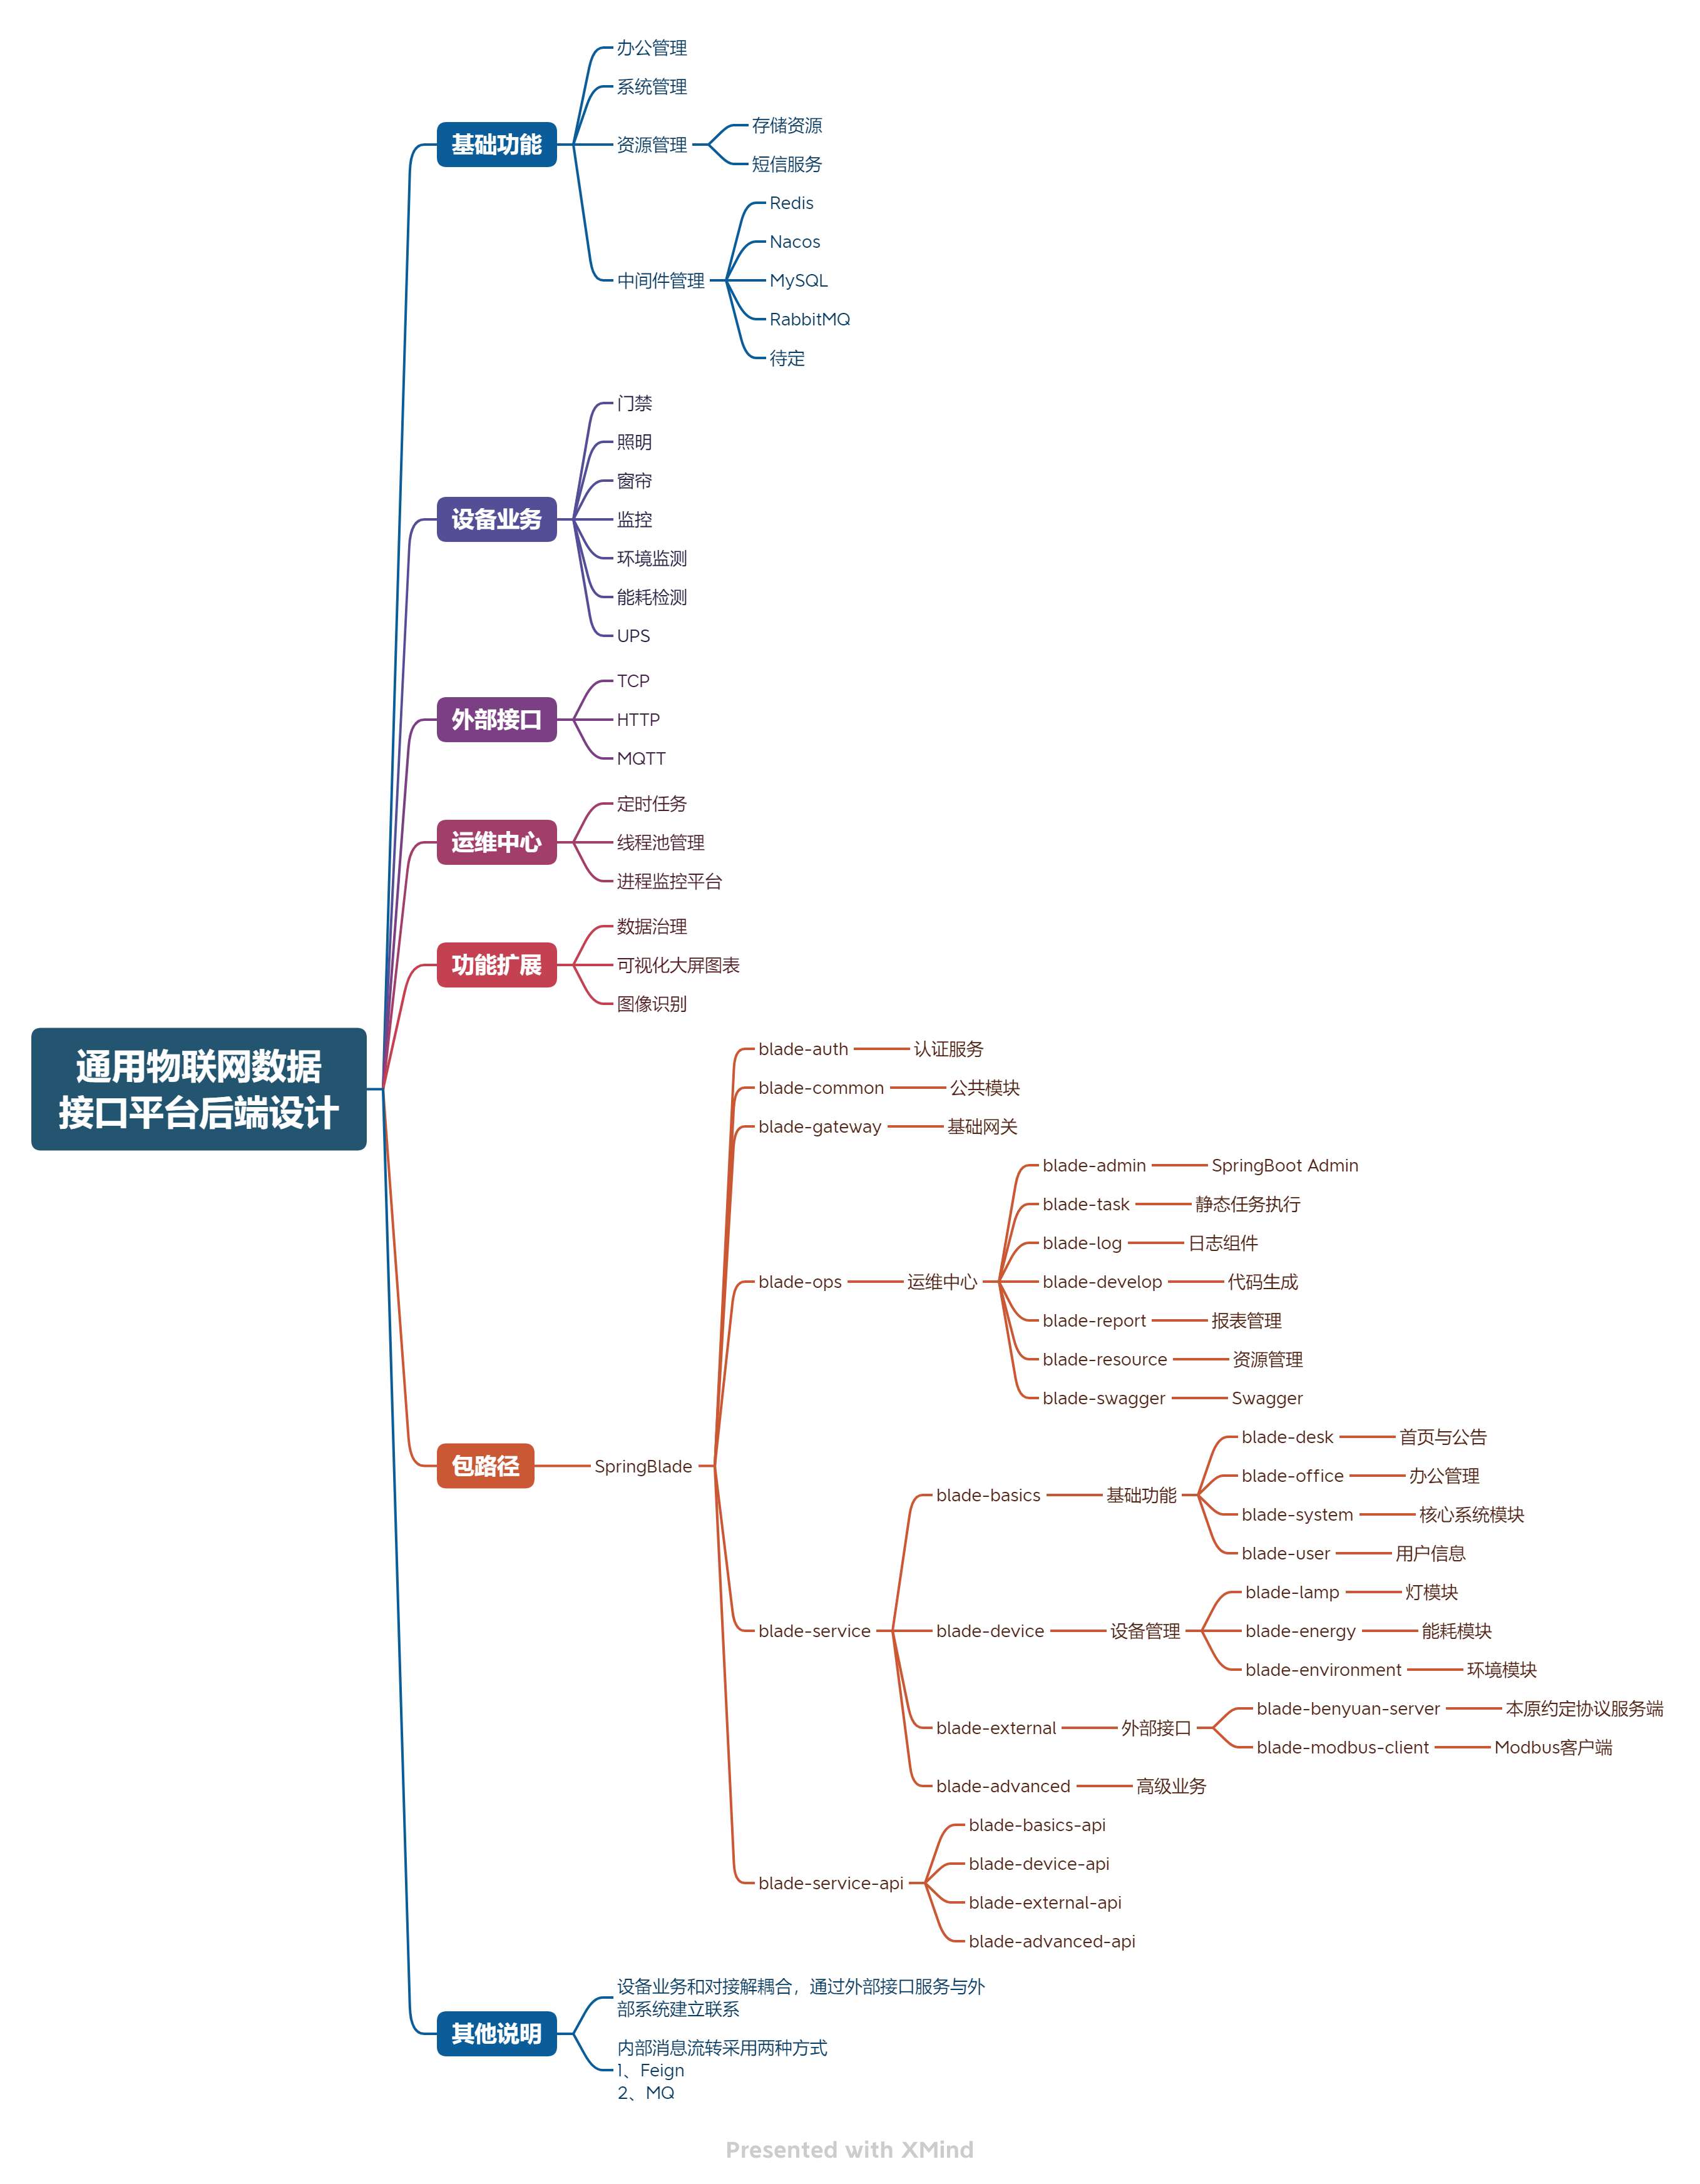 通用物联网数据
接口平台后端设计
基础功能
办公管理
系统管理
资源管理
存储资源
短信服务
中间件管理
Redis
Nacos
MySQL
RabbitMQ
待定
设备业务
门禁
照明
窗帘
监控
环境监测
能耗检测
UPS
外部接口
TCP
HTTP
MQTT
运维中心
定时任务
线程池管理
进程监控平台
功能扩展
数据治理
可视化大屏图表
图像识别
包路径
SpringBlade
blade-auth
认证服务
blade-common
公共模块
blade-gateway
基础网关
blade-ops
运维中心
blade-admin
SpringBoot Admin
blade-task
静态任务执行
blade-log
日志组件
blade-develop
代码生成
blade-report
报表管理
blade-resource
资源管理
blade-swagger
Swagger
blade-service
blade-basics
基础功能
blade-desk
首页与公告
blade-office
办公管理
blade-system
核心系统模块
blade-user
用户信息
blade-device
设备管理
blade-lamp
灯模块
blade-energy
能耗模块
blade-environment
环境模块
blade-external
外部接口
blade-benyuan-server
本原约定协议服务端
blade-modbus-client
Modbus客户端
blade-advanced
高级业务
blade-service-api
blade-basics-api
blade-device-api
blade-external-api
blade-advanced-api
其他说明
设备业务和对接解耦合，通过外部接口服务与外
部系统建立联系
内部消息流转采用两种方式
1、Feign
2、MQ
Presented with XMind